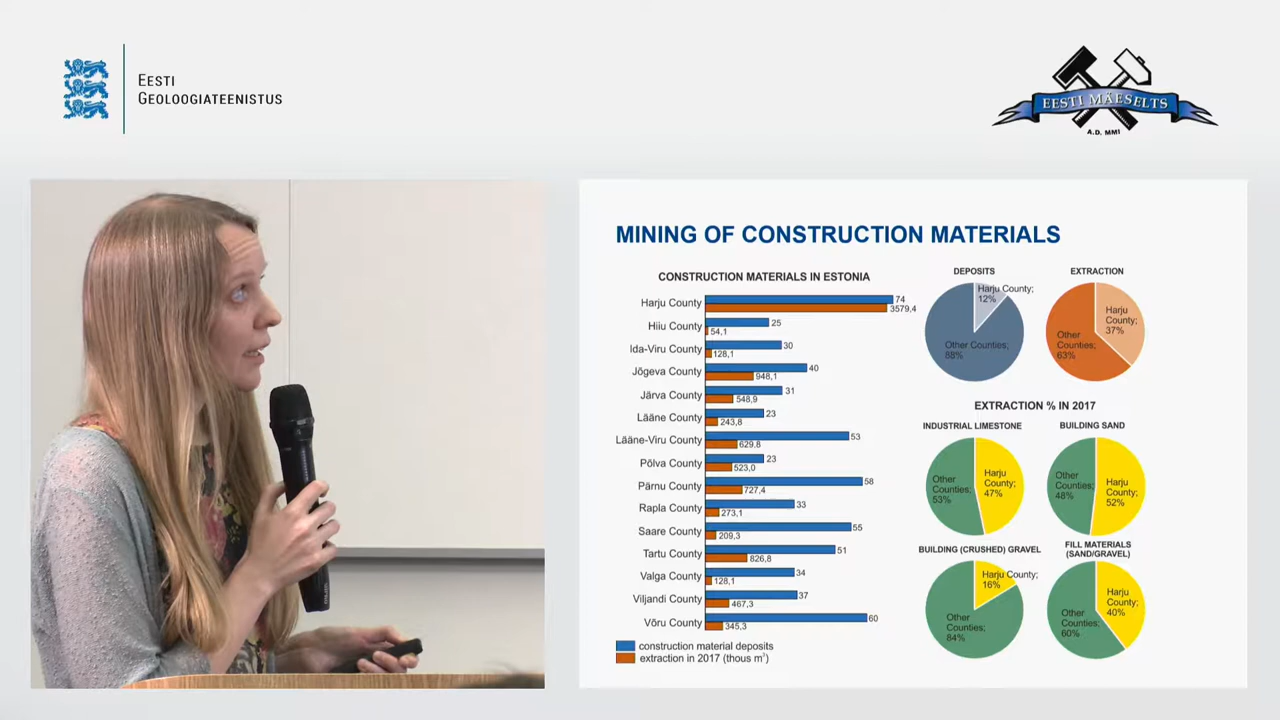 EESTI
GEOLOOGIATEENISTUS
EESTI MÄESELTS
A.D. MMI
MINING OF CONSTRUCTION MATERIALS
CONSTRUCTION MATERIALS IN ESTONIA
Harju County 74
3579,4
Hiiu County 25
54,1
Ida-Viru County 30
128,1
Jõgeva County 40
948,1
Järva County 31
548,9
Lääne County 23
243,8
Lääne-Viru County 53
629,8
Põlva County 23
523,0
Pärnu County 58
727,4
Rapla County 33
273,1
Saare County 55
209,3
Tartu County 51
826,8
Valga County 34
128,1
Viljandi County 37
467,3
Võru County 60
345,3
construction material deposits
extraction in 2017 (thous m³)
DEPOSITS
Harju County;
12%
Other Counties;
88%
EXTRACTION
Harju
County;
37%
Other
Counties;
63%
EXTRACTION % IN 2017
INDUSTRIAL LIMESTONE
Other
Counties;
53%
Harju
County;
47%
BUILDING SAND
Other
Counties;
48%
Harju
County;
52%
BUILDING (CRUSHED) GRAVEL
Harju County;
16%
Other
Counties;
84%
FILL MATERIALS
(SAND/GRAVEL)
Harju
County;
40%
Other
Counties;
60%